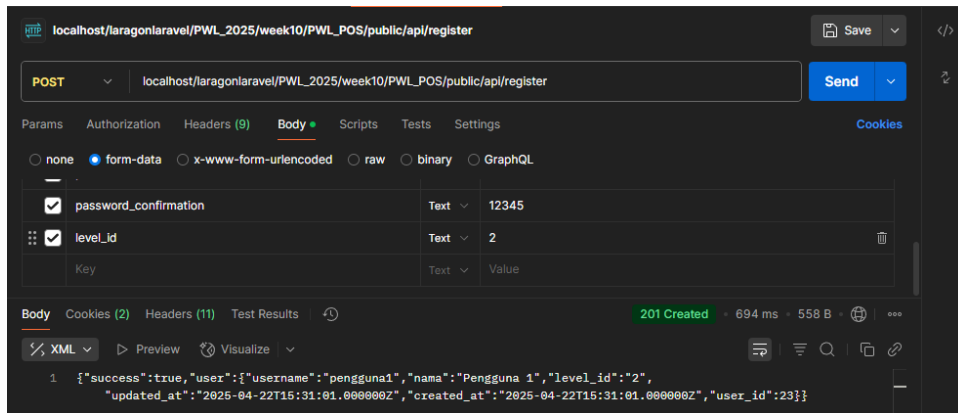 HTTP localhost/laragonlaravel/PWL_2025/week10/PWL_POS/public/api/register Save
POST localhost/laragonlaravel/PWL_2025/week10/PWL_POS/public/api/register Send
Params Authorization Headers (9) Body Scripts Tests Settings Cookies
none form-data x-www-form-urlencoded raw binary GraphQL
password_confirmation Text 12345
level_id Text 2
Key Text Value
Body Cookies (2) Headers (11) Test Results 201 Created 694 ms 558 B
XML Preview Visualize
1 {"success":true,"user":{"username":"pengguna1","nama":"Pengguna 1","level_id":"2",
"updated_at":"2025-04-22T15:31:01.000000Z","created_at":"2025-04-22T15:31:01.000000Z","user_id":23}}